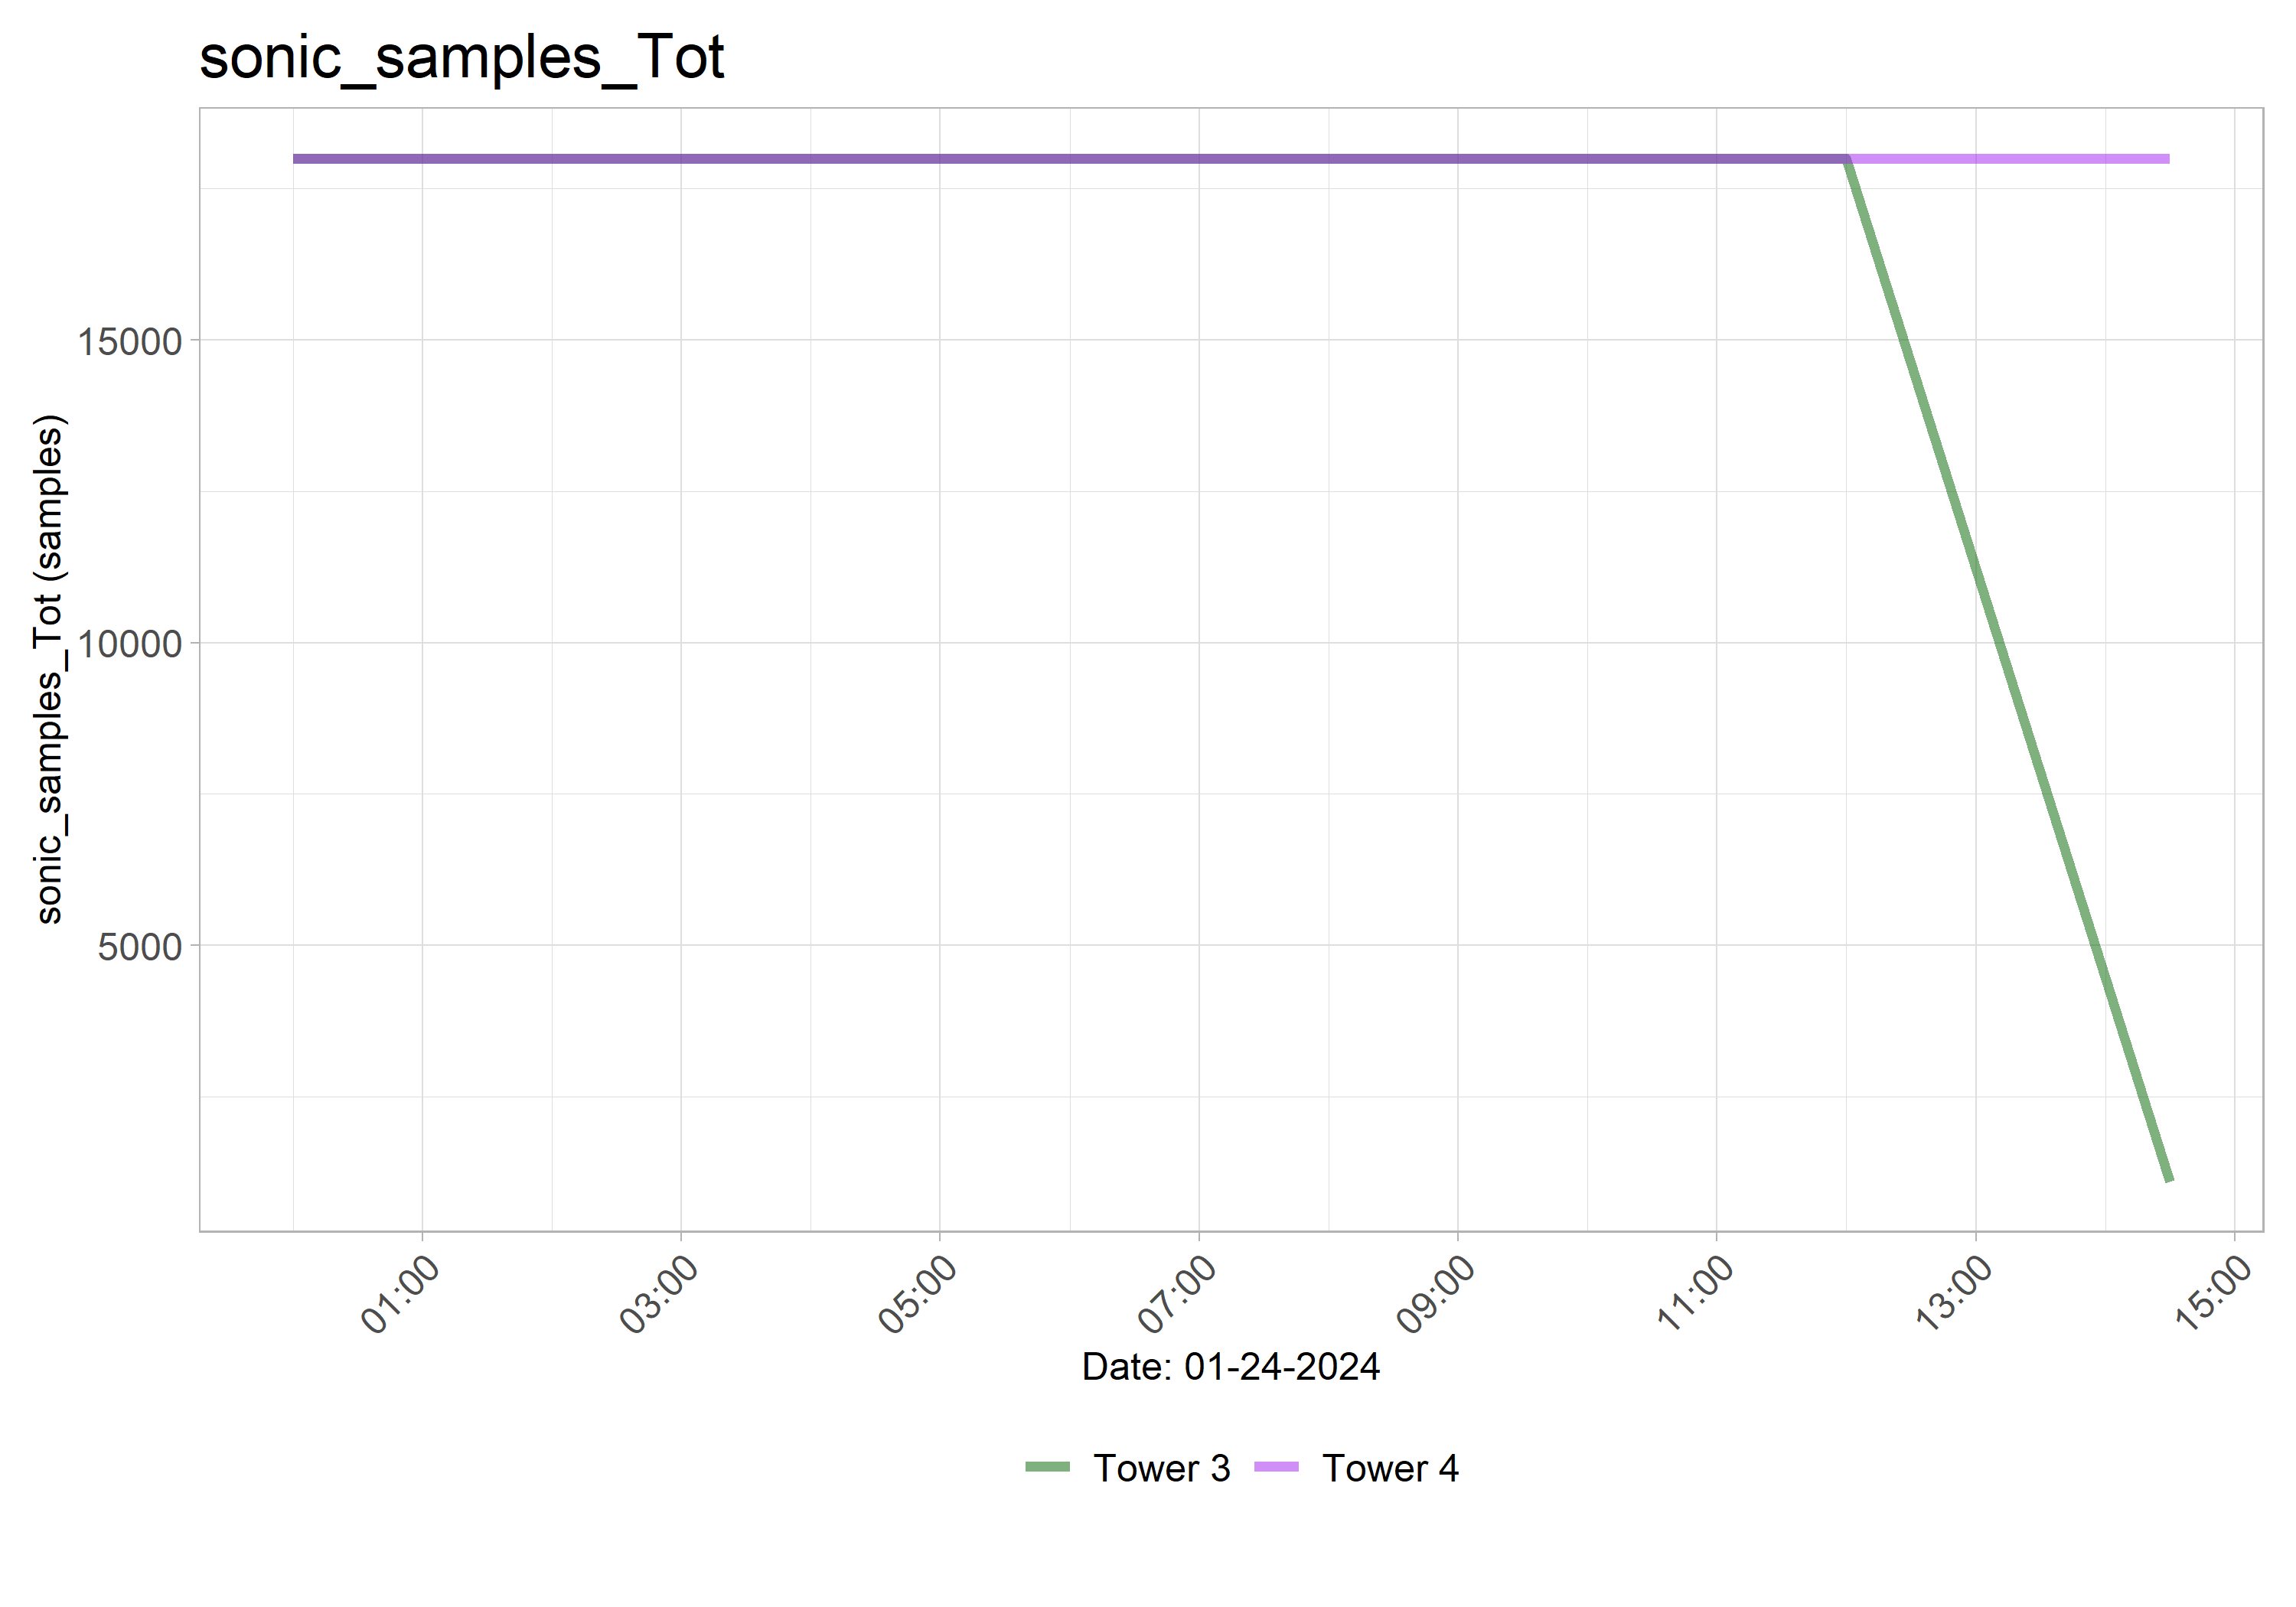 sonic_samples_Tot
sonic_samples_Tot (samples)
15000
10000
5000
01:00
03:00
05:00
07:00
09:00
11:00
13:00
15:00
Date: 01-24-2024
Tower 3
Tower 4